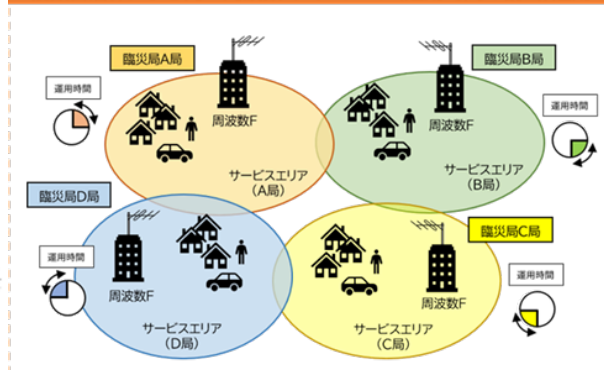 臨災局A局
運用時間
周波数F
サービスエリア
(A局)
臨災局B局
運用時間
周波数F
サービスエリア
(B局)
臨災局D局
運用時間
周波数F
サービスエリア
(D局)
臨災局C局
運用時間
周波数F
サービスエリア
(C局)